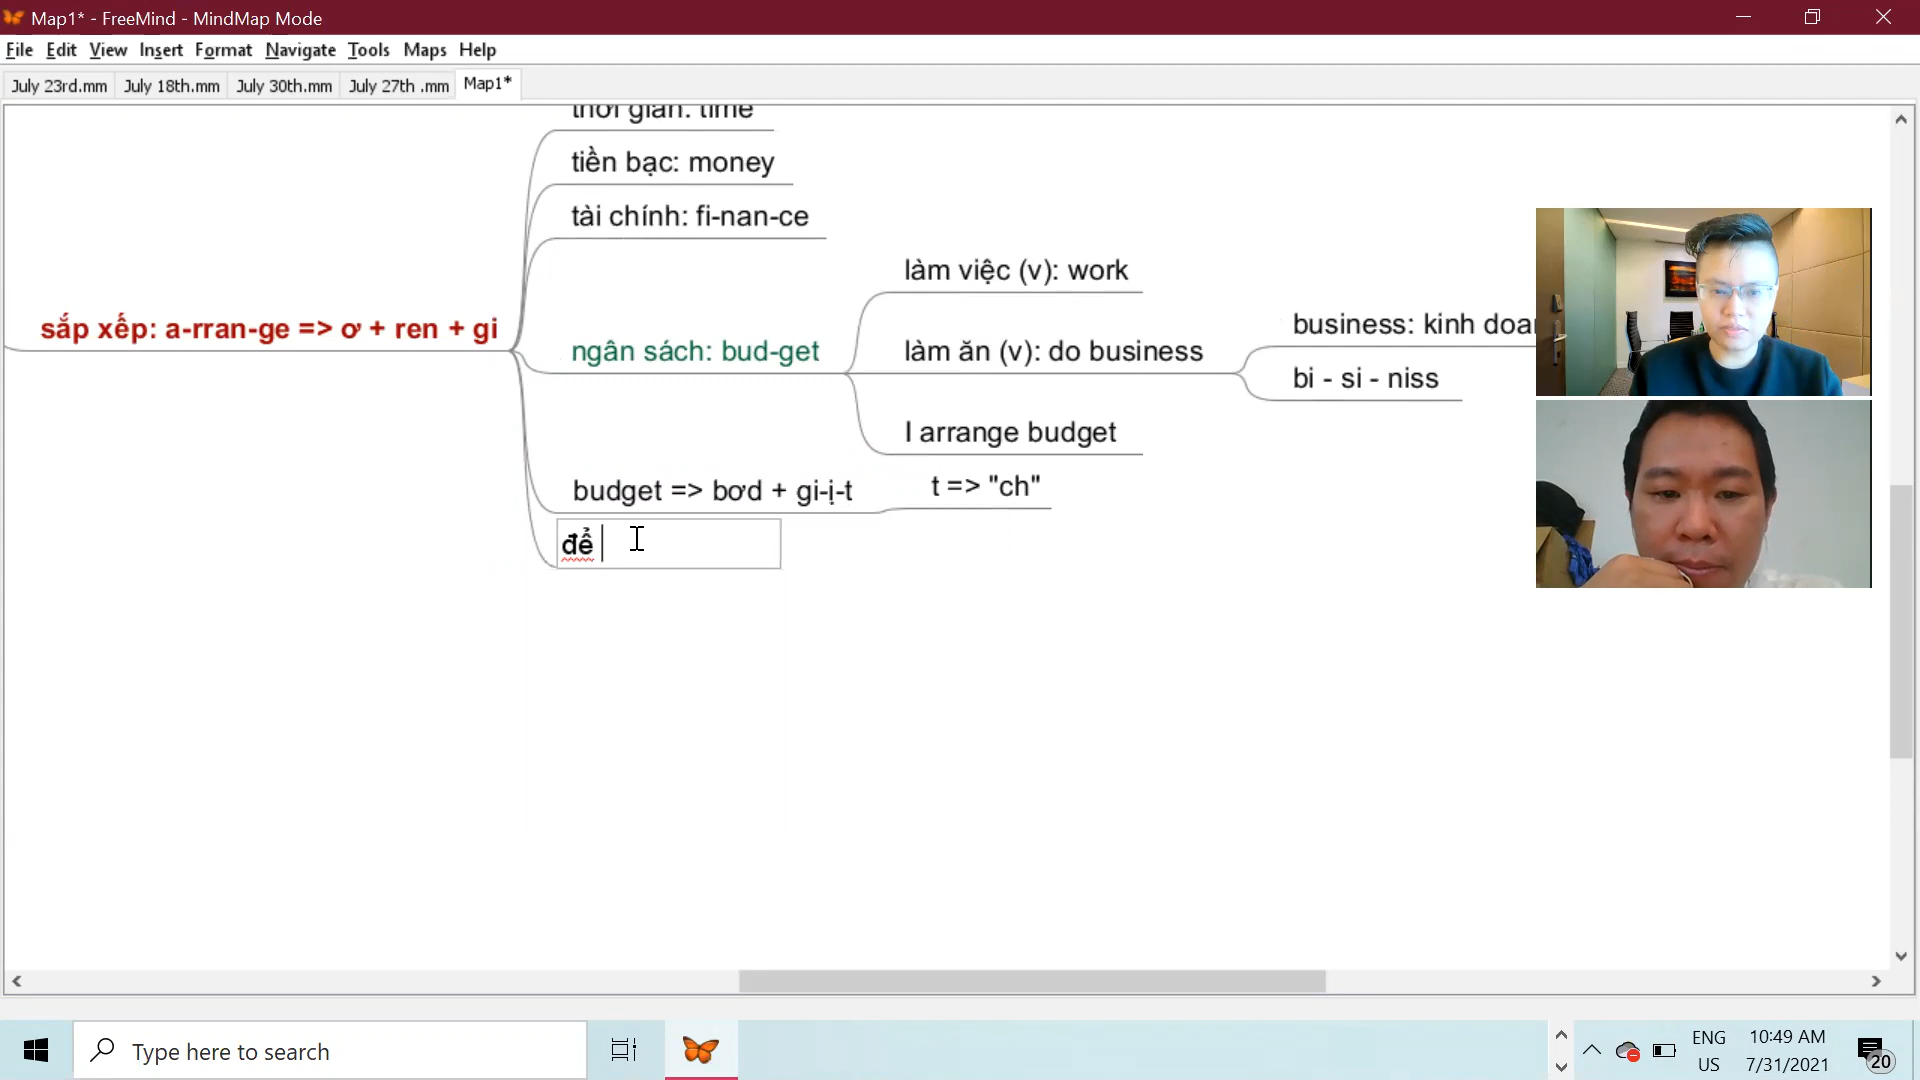 Map1* - FreeMind - MindMap Mode
File Edit View Insert Format Navigate Tools Maps Help
July 23rd.mm July 18th.mm July 30th.mm July 27th .mm Map1*
thời gian: time
tiền bạc: money
tài chính: fi-nan-ce
làm việc (v): work
sắp xếp: a-rran-ge => ơ + ren + gi
ngân sách: bud-get
làm ăn (v): do business
business: kinh doan
bi - si - niss
I arrange budget
budget => bơd + gi-ị-t
t => "ch"
để
Type here to search
ENG
US
10:49 AM
7/31/2021
20